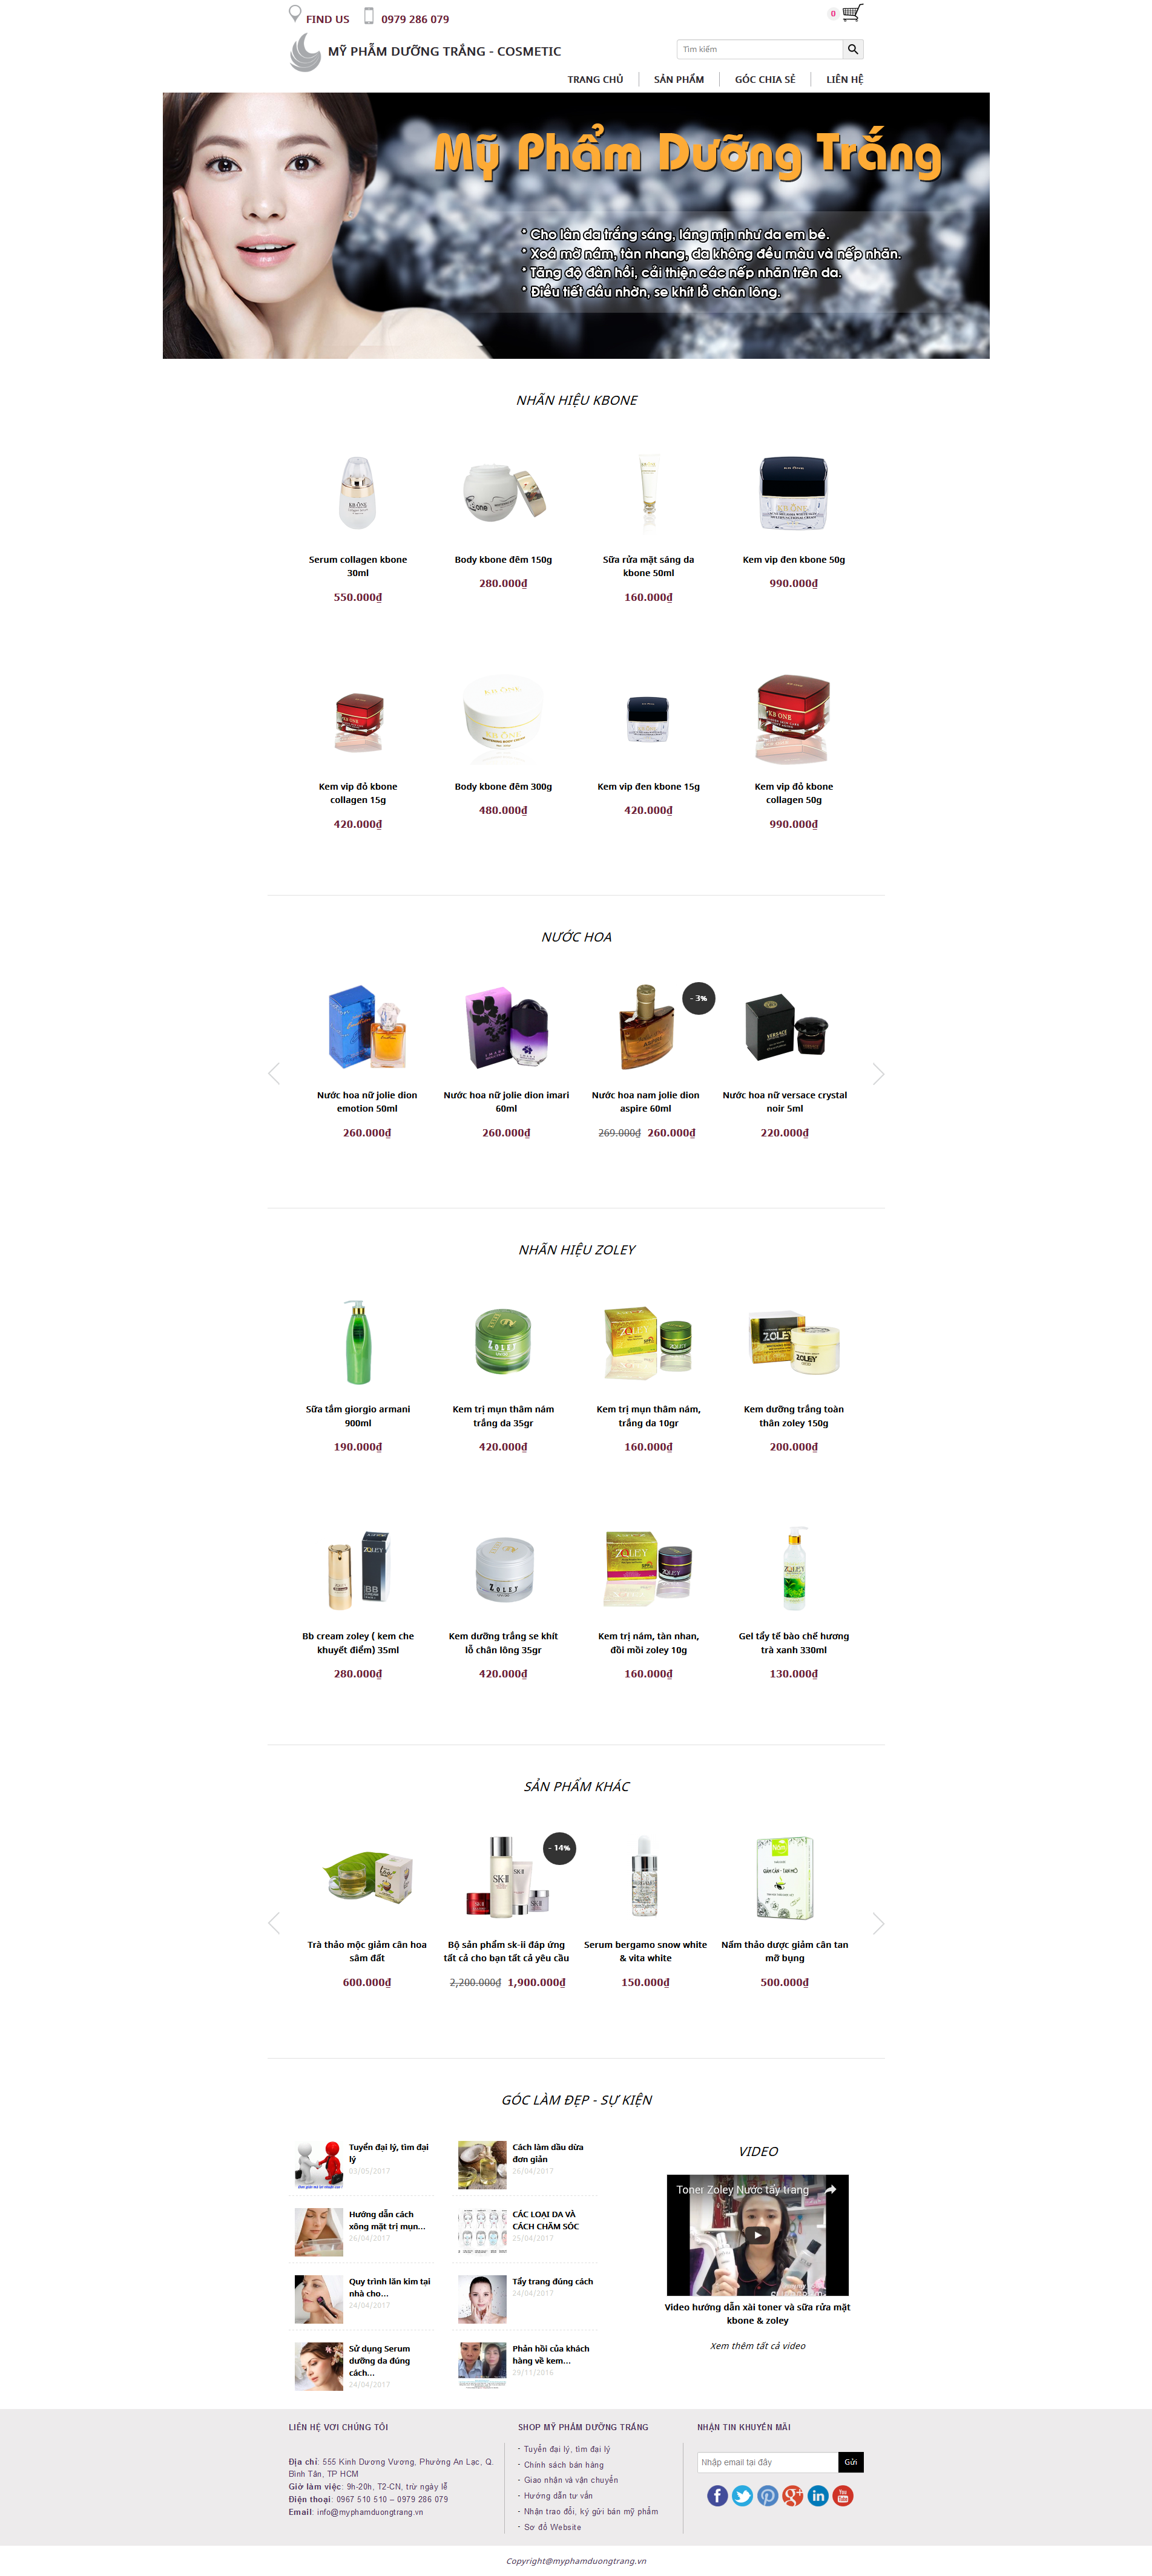 FIND US
0979 286 079
0
MỸ PHẨM DƯỠNG TRẮNG - COSMETIC
Tìm kiếm
TRANG CHỦ
SẢN PHẨM
GÓC CHIA SẺ
LIÊN HỆ
Mỹ Phẩm Dưỡng Trắng
* Cho làn da trắng sáng, láng mịn như da em bé.
* Xoá mờ nám, tàn nhang, da không đều màu và nếp nhăn.
* Tăng độ đàn hồi, cải thiện các nếp nhăn trên da.
* Điều tiết dầu nhờn, se khít lỗ chân lông.
NHÃN HIỆU KBONE
Serum collagen kbone
30ml
550.000₫
Body kbone đêm 150g
280.000₫
Sữa rửa mặt sáng da
kbone 50ml
160.000₫
Kem vip đen kbone 50g
990.000₫
Kem vip đỏ kbone
collagen 15g
420.000₫
Body kbone đêm 300g
480.000₫
Kem vip đen kbone 15g
420.000₫
Kem vip đỏ kbone
collagen 50g
990.000₫
NƯỚC HOA
Nước hoa nữ jolie dion
emotion 50ml
260.000₫
Nước hoa nữ jolie dion imari
60ml
260.000₫
- 3%
Nước hoa nam jolie dion
aspire 60ml
269.000₫ 260.000₫
VERSACE
Nước hoa nữ versace crystal
noir 5ml
220.000₫
NHÃN HIỆU ZOLEY
Sữa tắm giorgio armani
900ml
190.000₫
Kem trị mụn thâm nám
trắng da 35gr
420.000₫
Kem trị mụn thâm nám,
trắng da 10gr
160.000₫
Kem dưỡng trắng toàn
thân zoley 150g
200.000₫
Bb cream zoley ( kem che
khuyết điểm) 35ml
280.000₫
Kem dưỡng trắng se khít
lỗ chân lông 35gr
420.000₫
Kem trị nám, tàn nhan,
đồi mồi zoley 10g
160.000₫
Gel tẩy tế bào chế hương
trà xanh 330ml
130.000₫
SẢN PHẨM KHÁC
Trà thảo mộc giảm cân hoa
sâm đất
600.000₫
- 14%
Bộ sản phẩm sk-ii đáp ứng
tất cả cho bạn tất cả yêu cầu
2,200.000₫ 1,900.000₫
Serum bergamo snow white
& vita white
150.000₫
GIẢM CÂN - TAN MỠ
Nấm thảo dược giảm cân tan
mỡ bụng
500.000₫
GÓC LÀM ĐẸP - SỰ KIỆN
Tuyển đại lý, tìm đại
lý
03/05/2017
Hướng dẫn cách
xông mặt trị mụn...
26/04/2017
Quy trình lăn kim tại
nhà cho...
24/04/2017
Sử dụng Serum
dưỡng da đúng
cách...
24/04/2017
Cách làm dầu dừa
đơn giản
26/04/2017
CÁC LOẠI DA VÀ
CÁCH CHĂM SÓC
25/04/2017
Tẩy trang đúng cách
24/04/2017
Phản hồi của khách
hàng về kem...
29/11/2016
VIDEO
Toner Zoley Nước tẩy trang
Video hướng dẫn xài toner và sữa rửa mặt
kbone & zoley
Xem thêm tất cả video
LIÊN HỆ VƠI CHÚNG TÔI
Địa chỉ: 555 Kinh Dương Vương, Phường An Lạc, Q.
Bình Tân, TP HCM
Giờ làm việc: 9h-20h, T2-CN, trừ ngày lễ
Điện thoại: 0967 510 510 – 0979 286 079
Email: info@myphamduongtrang.vn
SHOP MỸ PHẨM DƯỠNG TRẮNG
- Tuyển đại lý, tìm đại lý
- Chính sách bán hàng
- Giao nhận và vận chuyển
- Hướng dẫn tư vấn
- Nhận trao đổi, ký gửi bán mỹ phẩm
- Sơ đồ Website
NHẬN TIN KHUYẾN MÃI
Nhập email tại đây
Gửi
Copyright@myphamduongtrang.vn